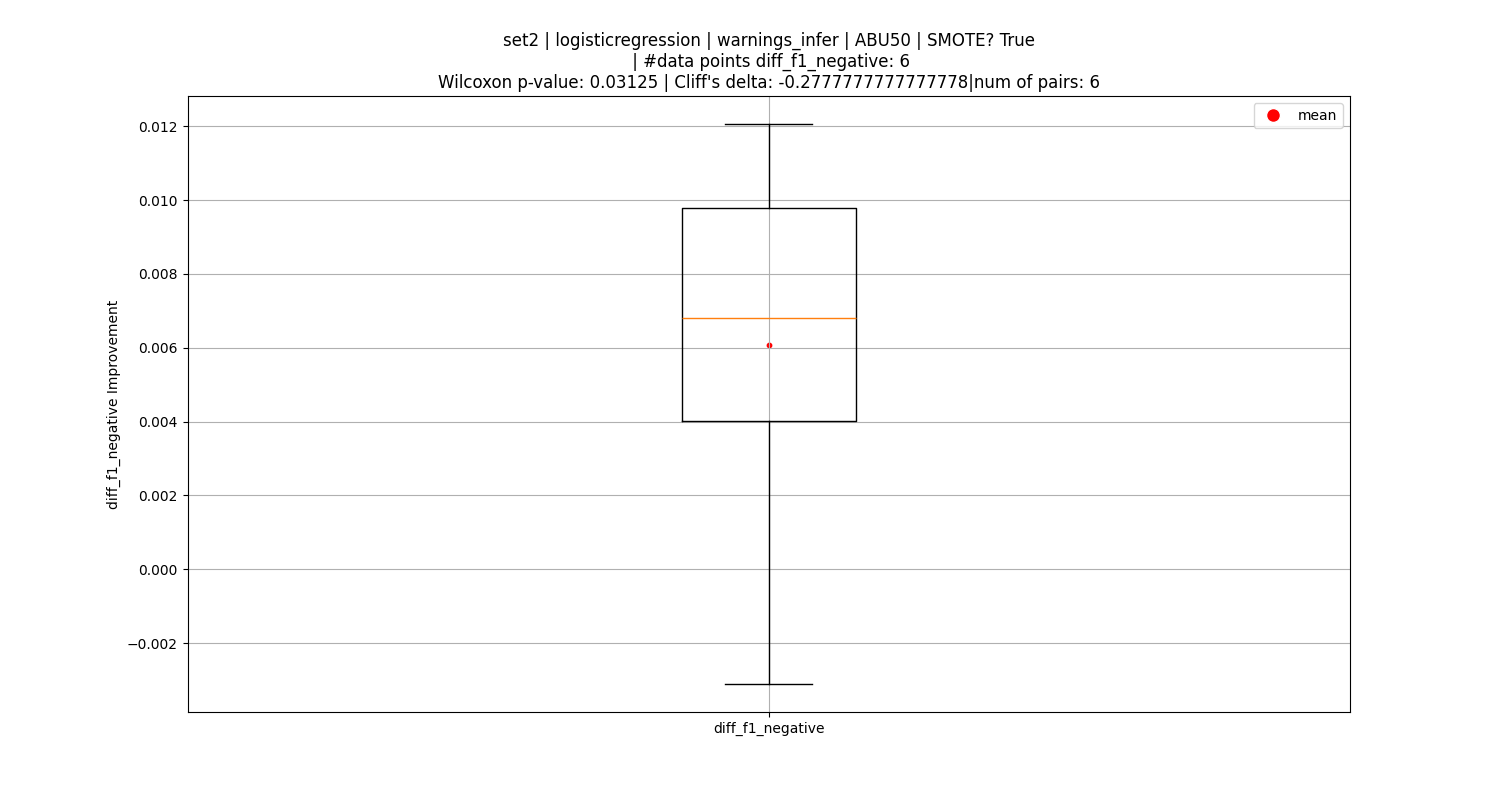 set2 | logisticregression | warnings_infer | ABU50 | SMOTE? True
| #data points diff_f1_negative: 6
Wilcoxon p-value: 0.03125 | Cliff's delta: -0.2777777777777778|num of pairs: 6
mean
0.012
0.010
0.008
0.006
0.004
0.002
0.000
−0.002
diff_f1_negative Improvement
diff_f1_negative